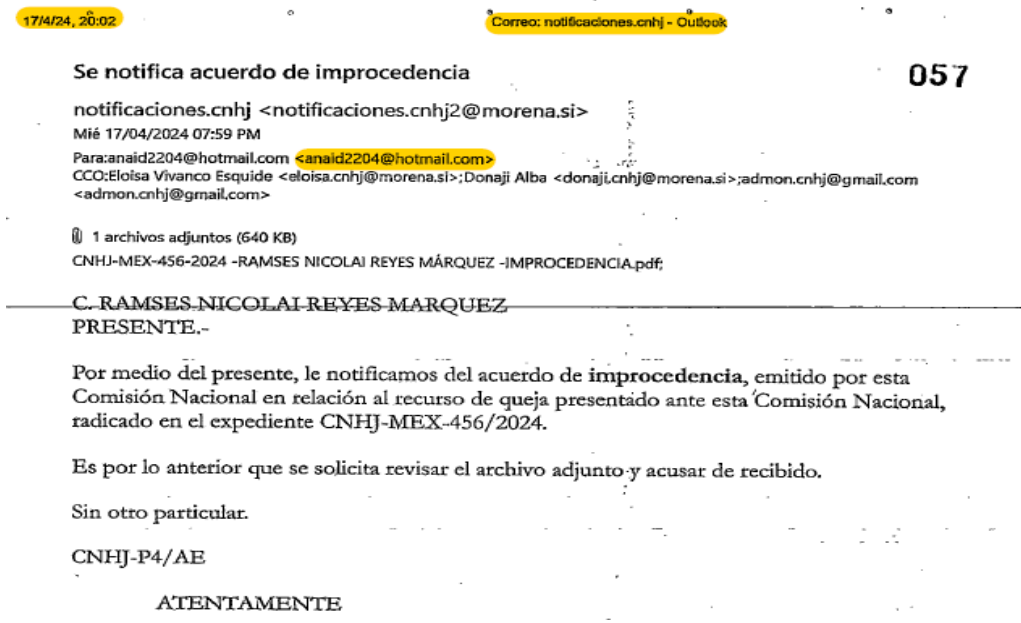 17/4/24, 20:02
Correo: notificaciones.cnhj - Outlook
Se notifica acuerdo de improcedencia
057
notificaciones.cnhj <notificaciones.cnhj2@morena.si>
Mié 17/04/2024 07:59 PM
Para:anaid2204@hotmail.com <anaid2204@hotmail.com>
CCO:Eloísa Vivanco Esquide <eloisa.cnhj@morena.si>;Donaji Alba <donaji.cnhj@morena.si>;admon.cnhj@gmail.com
<admon.cnhj@gmail.com>
1 archivos adjuntos (640 KB)
CNHJ-MEX-456-2024 -RAMSES NICOLAI REYES MÁRQUEZ -IMPROCEDENCIA.pdf;
C. RAMSES NICOLAI REYES MARQUEZ
PRESENTE.-
Por medio del presente, le notificamos del acuerdo de improcedencia, emitido por esta
Comisión Nacional en relación al recurso de queja presentado ante esta Comisión Nacional,
radicado en el expediente CNHJ-MEX-456/2024.
Es por lo anterior que se solicita revisar el archivo adjunto y acusar de recibido.
Sin otro particular.
CNHJ-P4/AE
ATENTAMENTE